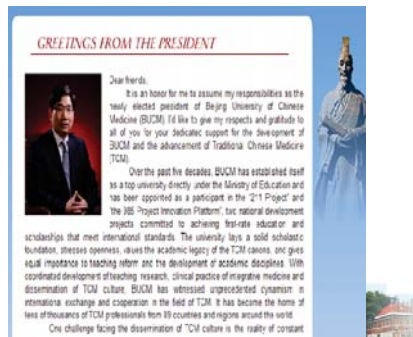 GREETINGS FROM THE PRESIDENT
Dear friends,
It is an honor for me to assume my responsibilities as the
newly elected president of Beijing University of Chinese
Medicine (BUCM). I'd like to give my respects and gratitude to
all of you for your dedicated support for the development of
BUCM and the advancement of Traditional Chinese Medicine
(TCM).
Over the past five decades, BUCM has established itself
as a top university directly under the Ministry of Education and
has been appointed as a participant in the "211 Project" and
"the 985 Project Innovation Platform", two national development
projects committed to achieving first-rate education and
scholarships that meet international standards. The university lays a solid scholastic
foundation, stresses openness, values the academic legacy of the TCM canons, and gives
equal importance to teaching reform and the development of academic disciplines. With
coordinated development of teaching, research, clinical practice of integrative medicine and
dissemination of TCM culture, BUCM has witnessed unprecedented dynamism in
international exchange and cooperation in the field of TCM. It has become the home of
tens of thousands of TCM professionals from 89 countries and regions around the world.
One challenge facing the dissemination of TCM culture is the reality of constant